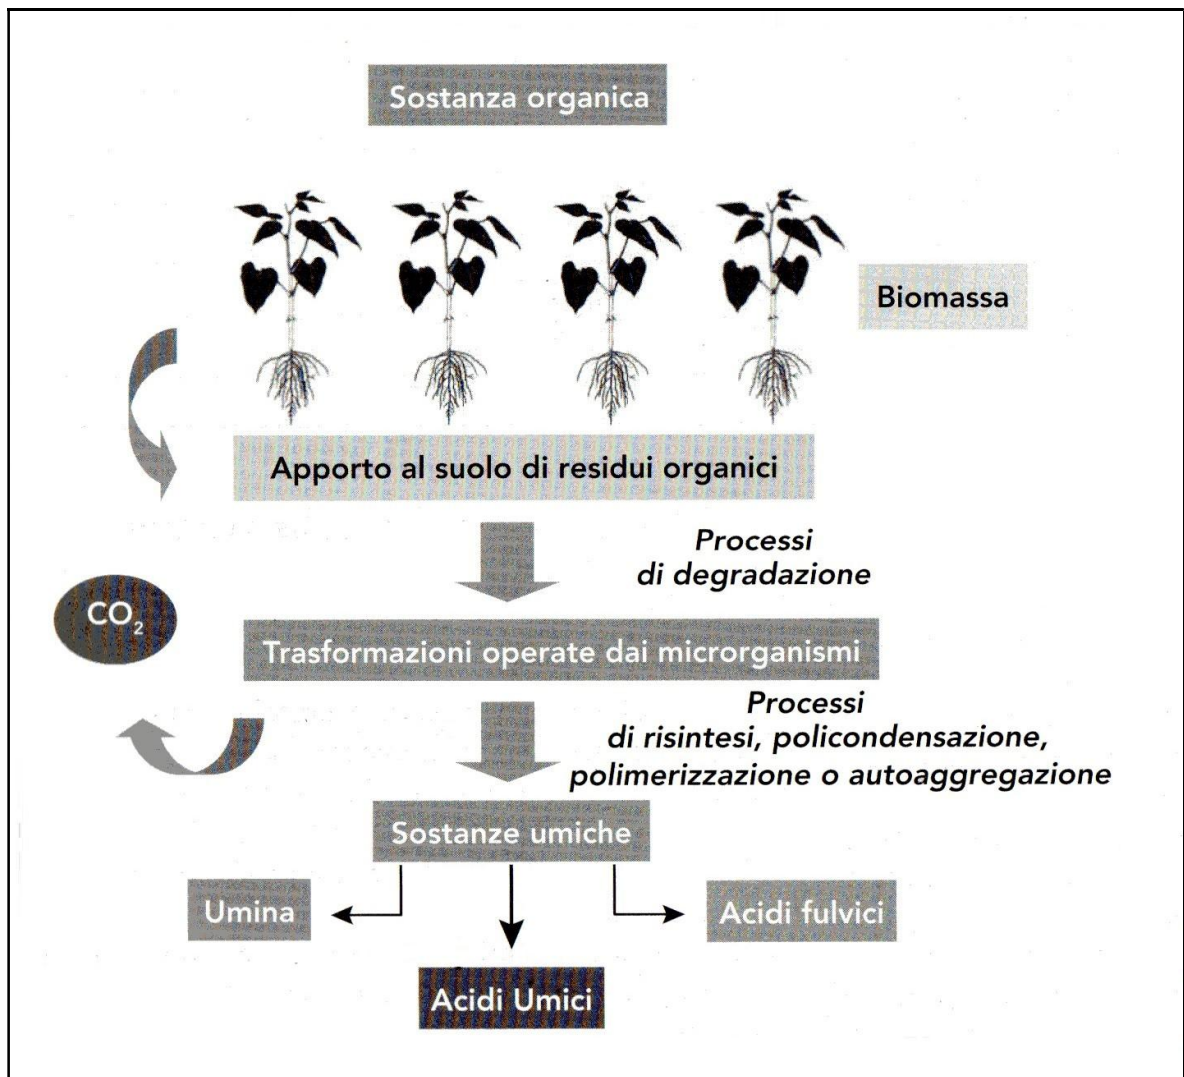 Sostanza organica
Biomassa
Apporto al suolo di residui organici
Processi
di degradazione
CO₂
Trasformazioni operate dai microrganismi
Processi
di risintesi, policondensazione,
polimerizzazione o autoaggregazione
Sostanze umiche
Umina
Acidi fulvici
Acidi Umici